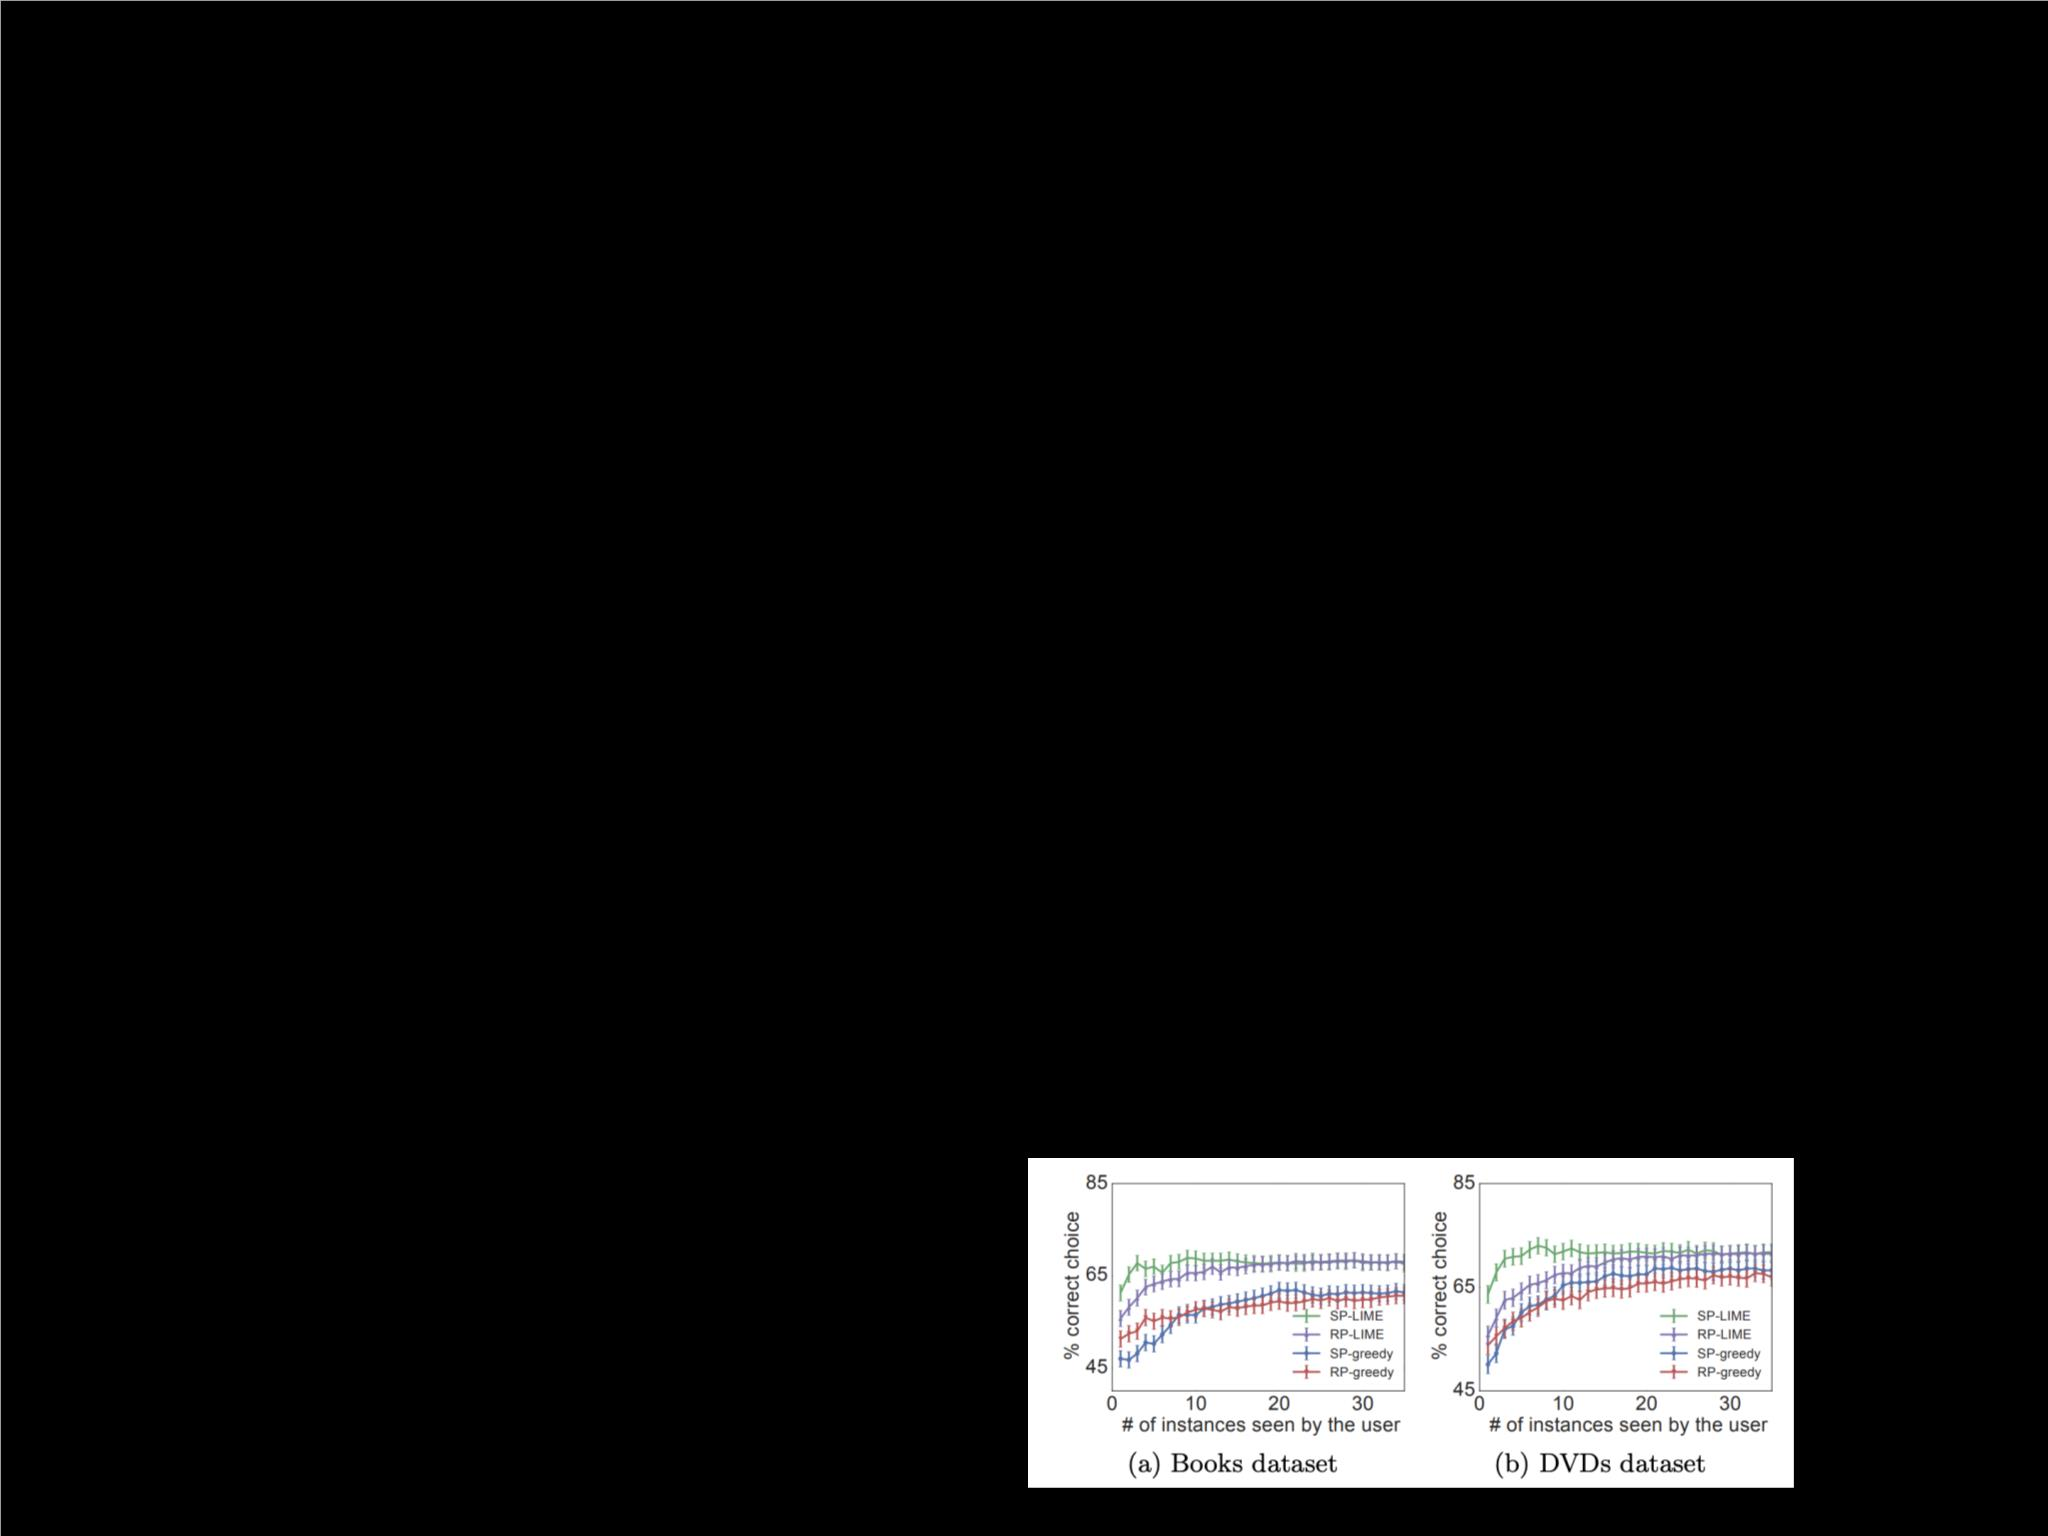 85
65
45
% correct choice
SP-LIME
RP-LIME
SP-greedy
RP-greedy
0 10 20 30
# of instances seen by the user
(a) Books dataset
85
65
45
% correct choice
SP-LIME
RP-LIME
SP-greedy
RP-greedy
0 10 20 30
# of instances seen by the user
(b) DVDs dataset